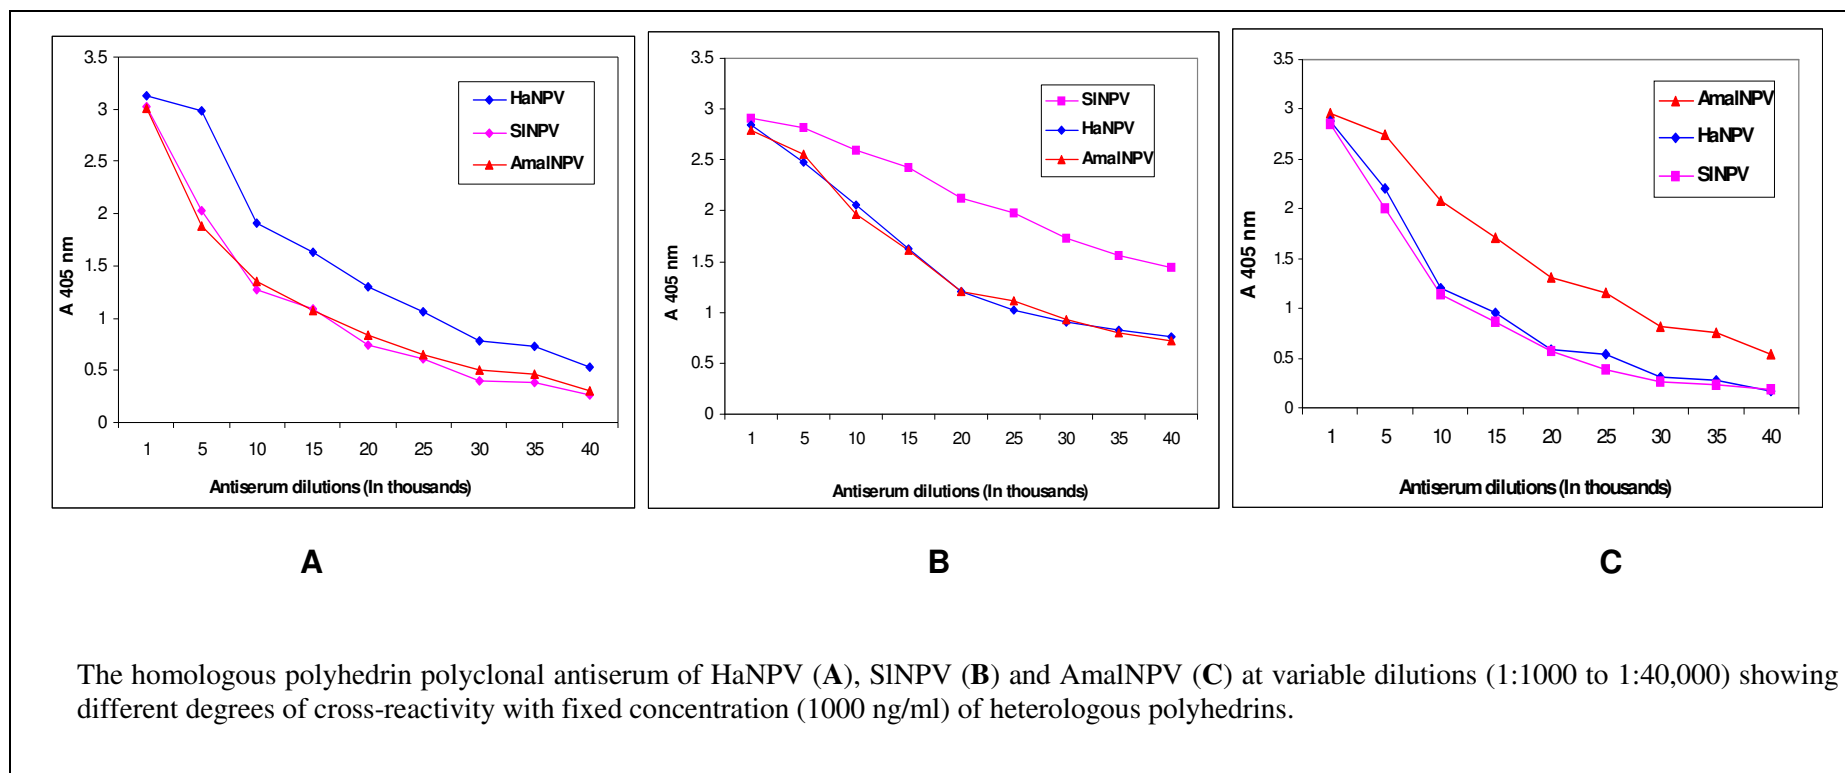 3.5
3
2.5
2
1.5
1
0.5
0
A 405 nm
HaNPV
SlNPV
AmalNPV
1 5 10 15 20 25 30 35 40
Antiserum dilutions (In thousands)
A
3.5
3
2.5
2
1.5
1
0.5
0
A 405 nm
SlNPV
HaNPV
AmalNPV
1 5 10 15 20 25 30 35 40
Antiserum dilutions (In thousands)
B
3.5
3
2.5
2
1.5
1
0.5
0
A 405 nm
AmalNPV
HaNPV
SlNPV
1 5 10 15 20 25 30 35 40
Antiserum dilutions (In thousands)
C
The homologous polyhedrin polyclonal antiserum of HaNPV (A), SlNPV (B) and AmalNPV (C) at variable dilutions (1:1000 to 1:40,000) showing
different degrees of cross-reactivity with fixed concentration (1000 ng/ml) of heterologous polyhedrins.